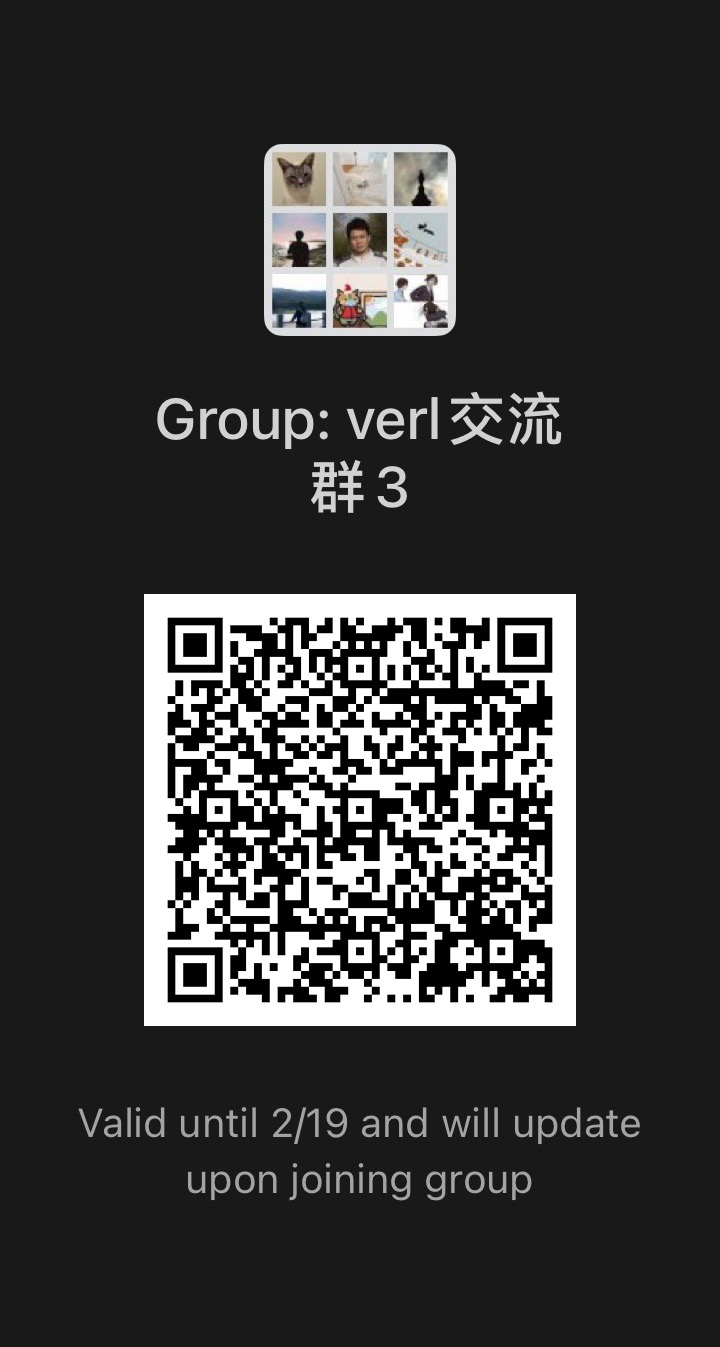 Group: verl交流
群3
Valid until 2/19 and will update
upon joining group